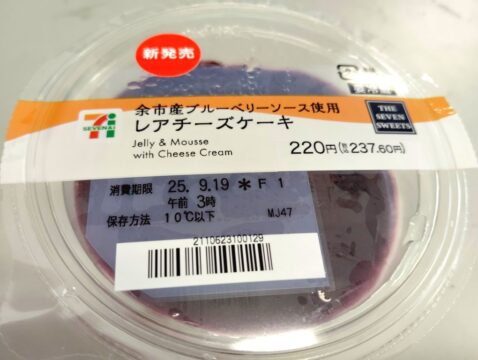 新発売
余市産ブルーベリーソース使用
レアチーズケーキ
Jelly & Mousse
with Cheese Cream
THE
SEVEN
SWEETS
220円(税込237.60円)
消費期限 25. 9.19 * F 1
午前 3時
保存方法 10℃以下 MJ47
2110623100129